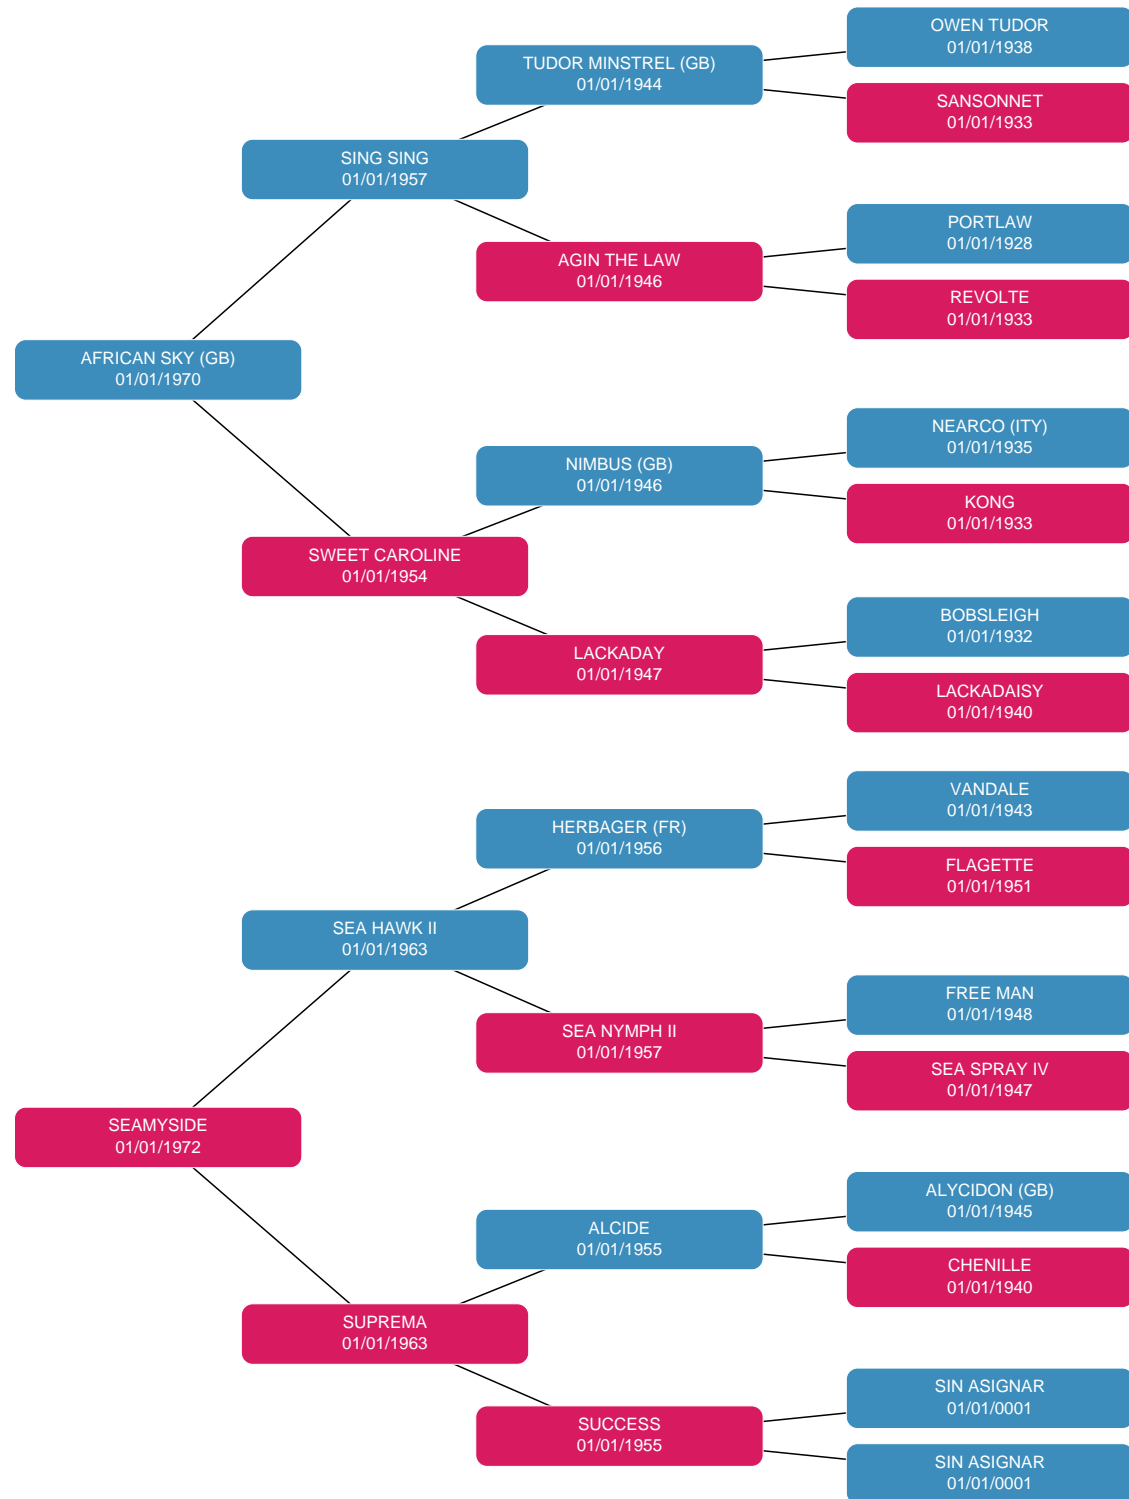 OWEN TUDOR
01/01/1938
TUDOR MINSTREL (GB)
01/01/1944
SANSONNET
01/01/1933
SING SING
01/01/1957
PORTLAW
01/01/1928
AGIN THE LAW
01/01/1946
REVOLTE
01/01/1933
AFRICAN SKY (GB)
01/01/1970
NEARCO (ITY)
01/01/1935
NIMBUS (GB)
01/01/1946
KONG
01/01/1933
SWEET CAROLINE
01/01/1954
BOBSLEIGH
01/01/1932
LACKADAY
01/01/1947
LACKADAISY
01/01/1940
VANDALE
01/01/1943
HERBAGER (FR)
01/01/1956
FLAGETTE
01/01/1951
SEA HAWK II
01/01/1963
FREE MAN
01/01/1948
SEA NYMPH II
01/01/1957
SEA SPRAY IV
01/01/1947
SEAMYSIDE
01/01/1972
ALYCIDON (GB)
01/01/1945
ALCIDE
01/01/1955
CHENILLE
01/01/1940
SUPREMA
01/01/1963
SIN ASIGNAR
01/01/0001
SUCCESS
01/01/1955
SIN ASIGNAR
01/01/0001